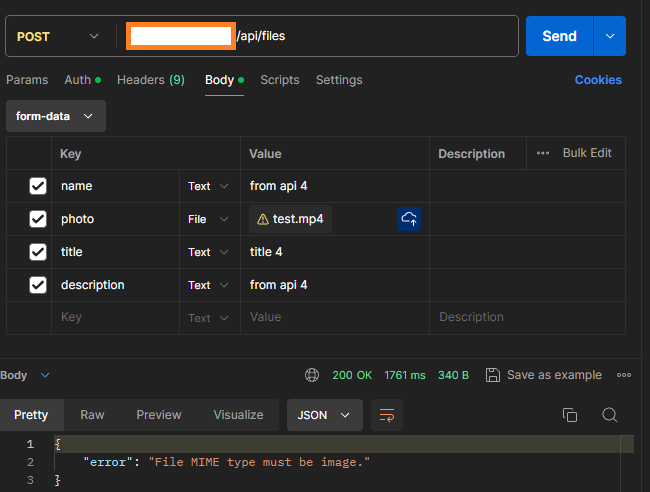 POST /api/files Send
Params Auth Headers (9) Body Scripts Settings Cookies
form-data
Key Value Description ••• Bulk Edit
name Text from api 4
photo File test.mp4
title Text title 4
description Text from api 4
Key Text Value Description
Body 200 OK 1761 ms 340 B Save as example •••
Pretty Raw Preview Visualize JSON
1 {
2 "error": "File MIME type must be image."
3 }